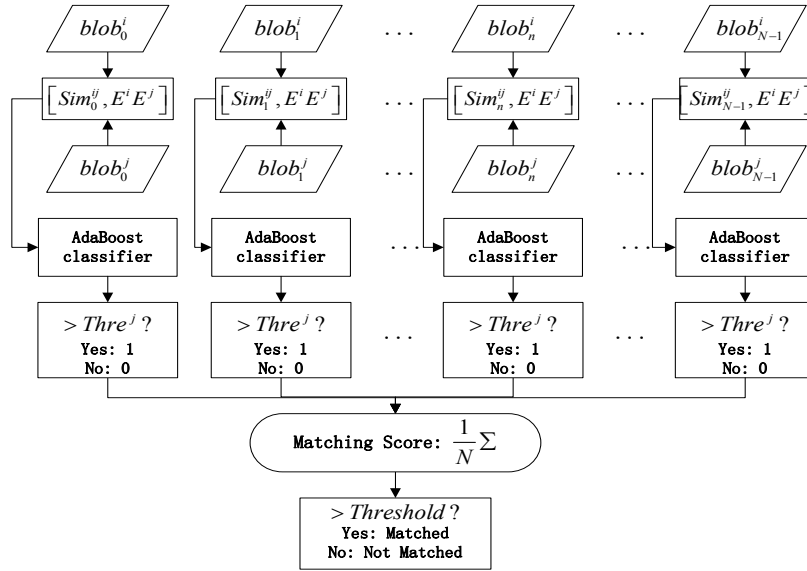 blob_0^i blob_1^i ... blob_n^i ... blob_{N-1}^i
[Sim_0^{ij}, E^i E^j] [Sim_1^{ij}, E^i E^j] ... [Sim_n^{ij}, E^i E^j] ... [Sim_{N-1}^{ij}, E^i E^j]
blob_0^j blob_1^j ... blob_n^j ... blob_{N-1}^j
AdaBoost AdaBoost AdaBoost AdaBoost
classifier classifier ... classifier ... classifier
> Thre^j ? > Thre^j ? > Thre^j ? > Thre^j ?
Yes: 1 Yes: 1 ... Yes: 1 ... Yes: 1
No: 0 No: 0 No: 0 No: 0
Matching Score: 1/N Σ
> Threshold ?
Yes: Matched
No: Not Matched